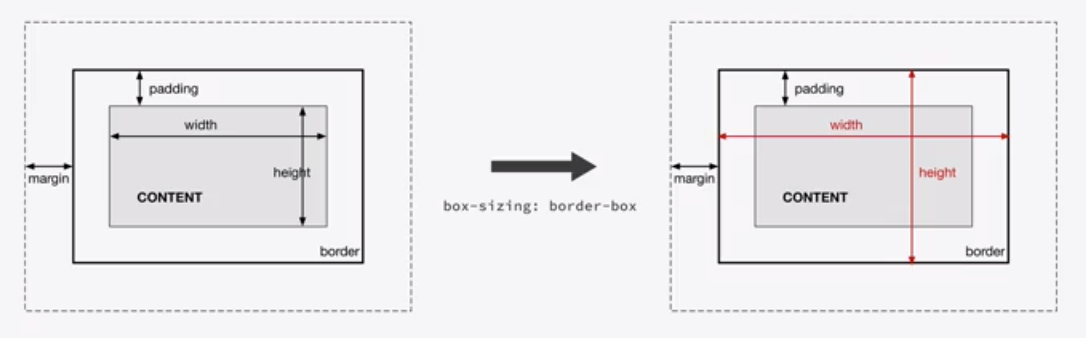 padding
width
height
margin
CONTENT
border
box-sizing: border-box
padding
width
height
margin
CONTENT
border